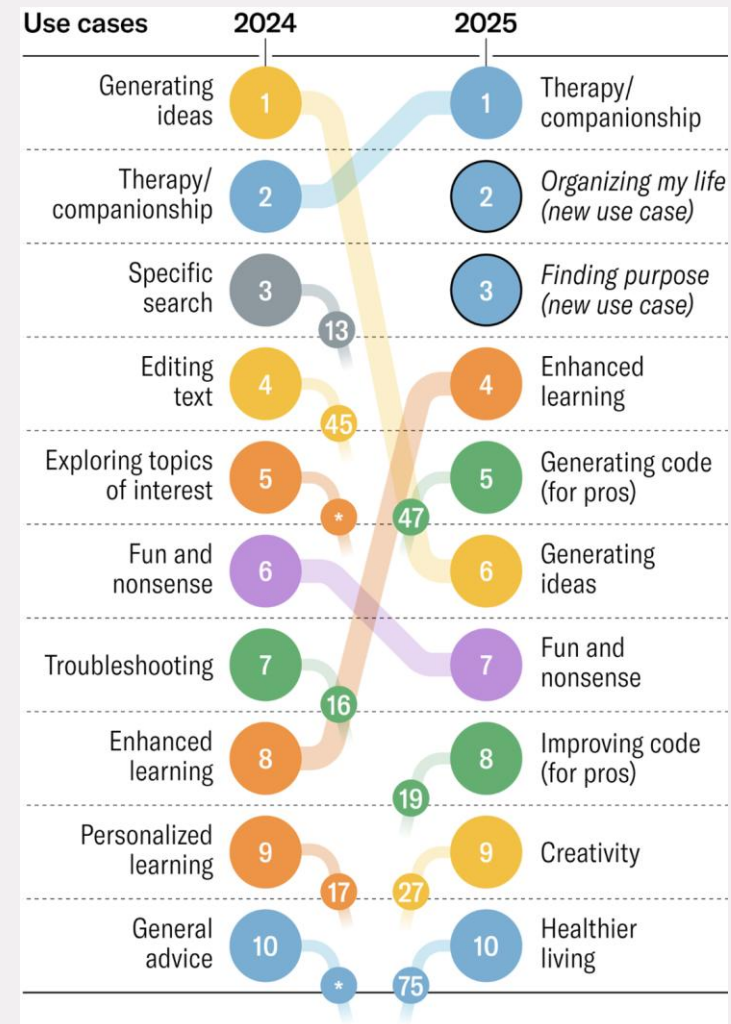 Use cases 2024 2025
Generating
ideas
1
1
Therapy/
companionship
Therapy/
companionship
2
2
Organizing my life
(new use case)
Specific
search
3
13
3
Finding purpose
(new use case)
Editing
text
4
45
4
Enhanced
learning
Exploring topics
of interest
5
*
47
5
Generating code
(for pros)
Fun and
nonsense
6
6
Generating
ideas
Troubleshooting
7
16
7
Fun and
nonsense
Enhanced
learning
8
19
8
Improving code
(for pros)
Personalized
learning
9
17
27
9
Creativity
General
advice
10
*
75
10
Healthier
living